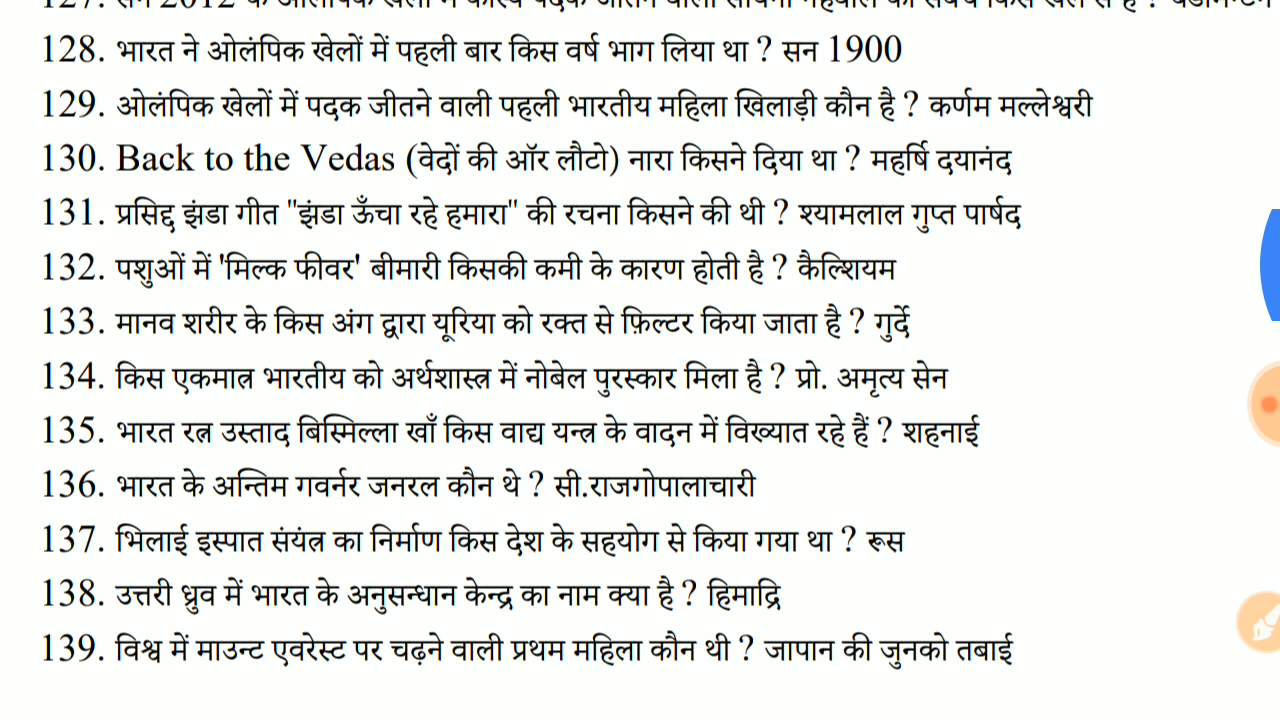 128. भारत ने ओलंपिक खेलों में पहली बार किस वर्ष भाग लिया था ? सन 1900
129. ओलंपिक खेलों में पदक जीतने वाली पहली भारतीय महिला खिलाड़ी कौन है ? कर्णम मल्लेश्वरी
130. Back to the Vedas (वेदों की ऑर लौटो) नारा किसने दिया था ? महर्षि दयानंद
131. प्रसिद्द झंडा गीत "झंडा ऊँचा रहे हमारा" की रचना किसने की थी ? श्यामलाल गुप्त पार्षद
132. पशुओं में 'मिल्क फीवर' बीमारी किसकी कमी के कारण होती है ? कैल्शियम
133. मानव शरीर के किस अंग द्वारा यूरिया को रक्त से फ़िल्टर किया जाता है ? गुर्दे
134. किस एकमात्र भारतीय को अर्थशास्त्र में नोबेल पुरस्कार मिला है ? प्रो. अमृत्य सेन
135. भारत रत्न उस्ताद बिस्मिल्ला खाँ किस वाद्य यन्त्र के वादन में विख्यात रहे हैं ? शहनाई
136. भारत के अन्तिम गवर्नर जनरल कौन थे ? सी.राजगोपालाचारी
137. भिलाई इस्पात संयंत्र का निर्माण किस देश के सहयोग से किया गया था ? रूस
138. उत्तरी ध्रुव में भारत के अनुसन्धान केन्द्र का नाम क्या है ? हिमाद्रि
139. विश्व में माउन्ट एवरेस्ट पर चढ़ने वाली प्रथम महिला कौन थी ? जापान की जुनको तबाई